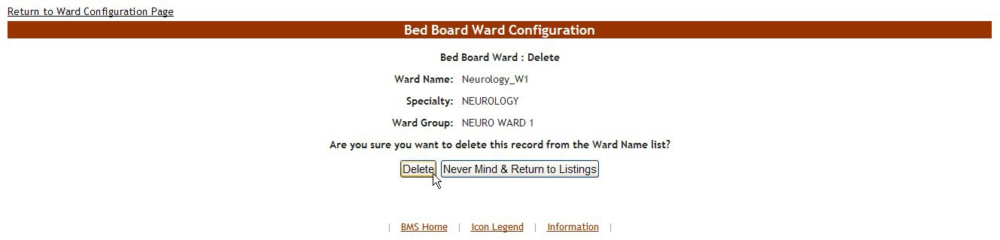 Return to Ward Configuration Page
Bed Board Ward Configuration
Bed Board Ward : Delete
Ward Name: Neurology_W1
Specialty: NEUROLOGY
Ward Group: NEURO WARD 1
Are you sure you want to delete this record from the Ward Name list?
Delete Never Mind & Return to Listings
| BMS Home | Icon Legend | Information |